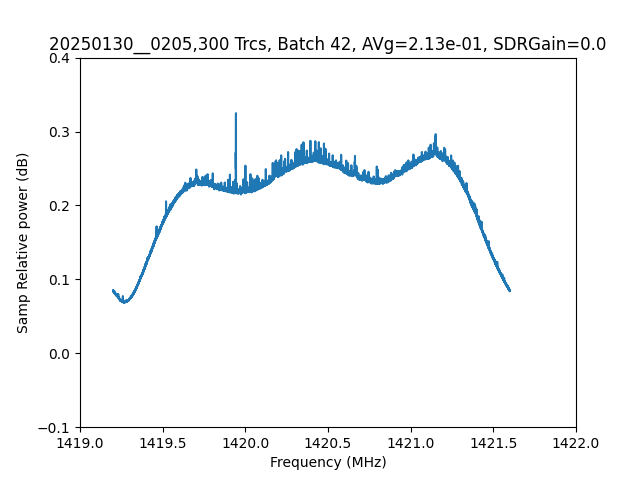 20250130__0205,300 Trcs, Batch 42, AVg=2.13e-01, SDRGain=0.0
0.4
0.3
0.2
0.1
0.0
−0.1
Samp Relative power (dB)
1419.0 1419.5 1420.0 1420.5 1421.0 1421.5 1422.0
Frequency (MHz)